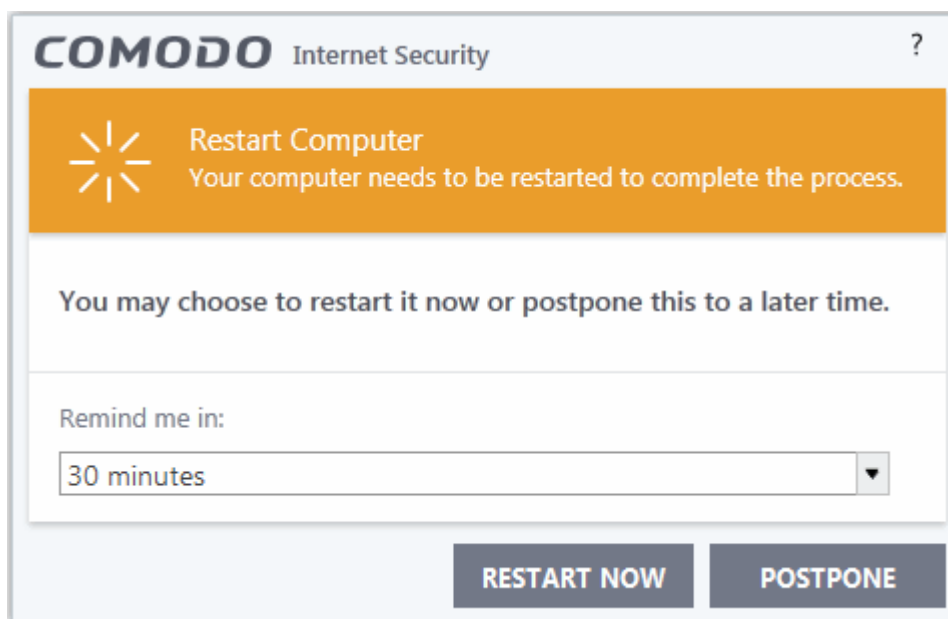 COMODO Internet Security ?
Restart Computer
Your computer needs to be restarted to complete the process.
You may choose to restart it now or postpone this to a later time.
Remind me in:
30 minutes
RESTART NOW POSTPONE